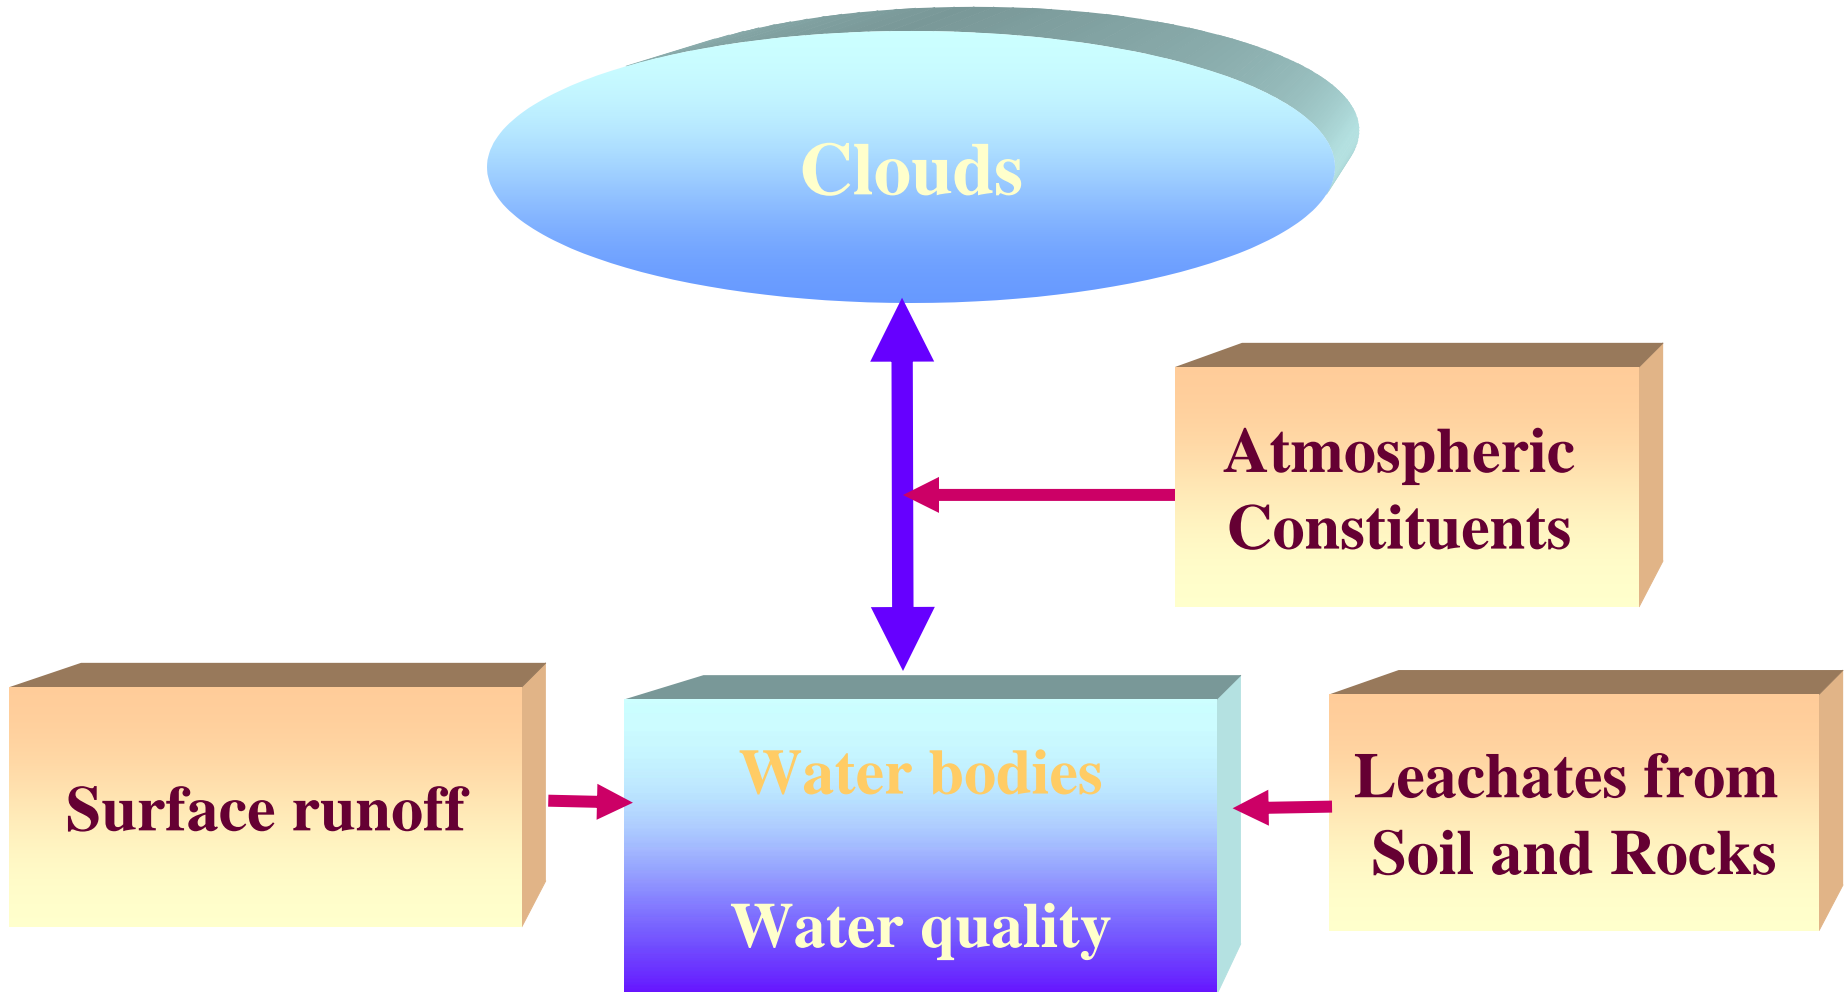 Clouds
Atmospheric
Constituents
Surface runoff
Water bodies
Water quality
Leachates from
Soil and Rocks